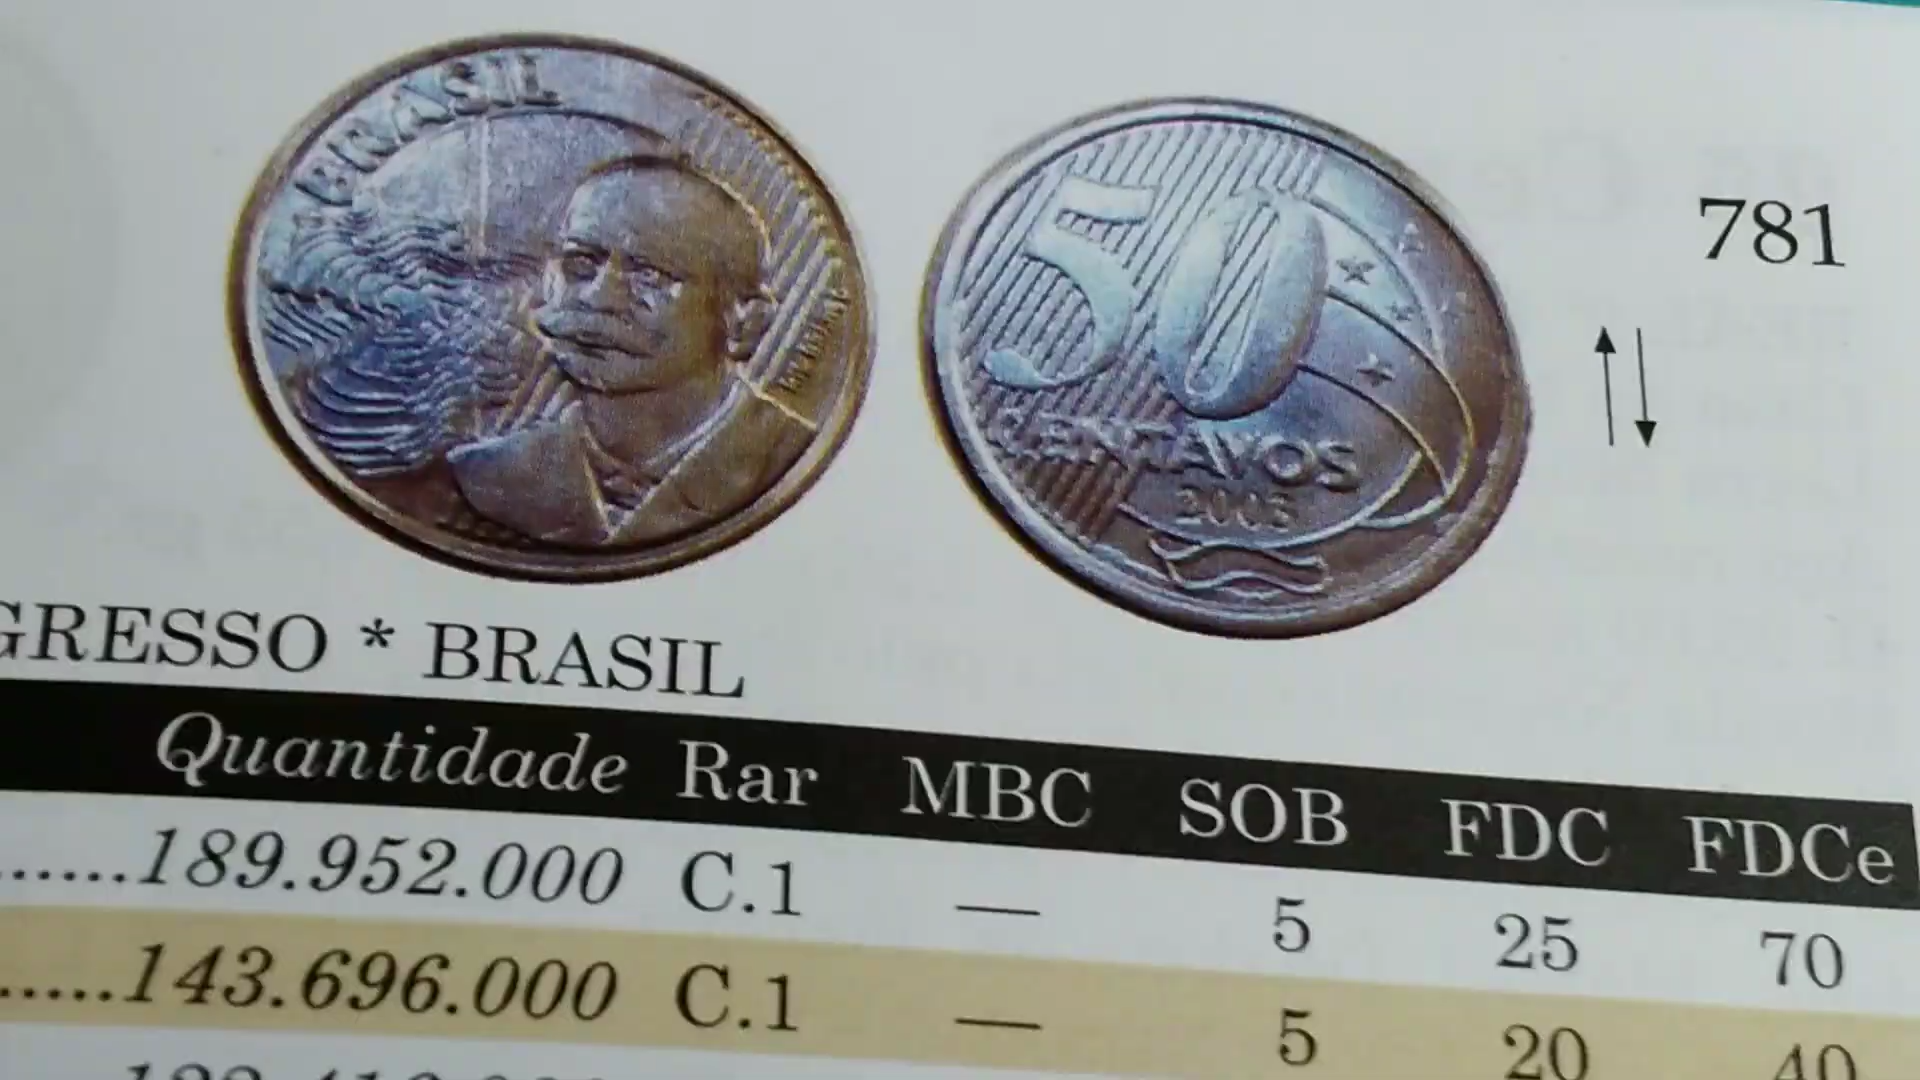 BRASIL
50
CENTAVOS
2003
781
GRESSO * BRASIL
Quantidade Rar MBC SOB FDC FDCe
......189.952.000 C.1 — 5 25 70
.....143.696.000 C.1 — 5 20 40